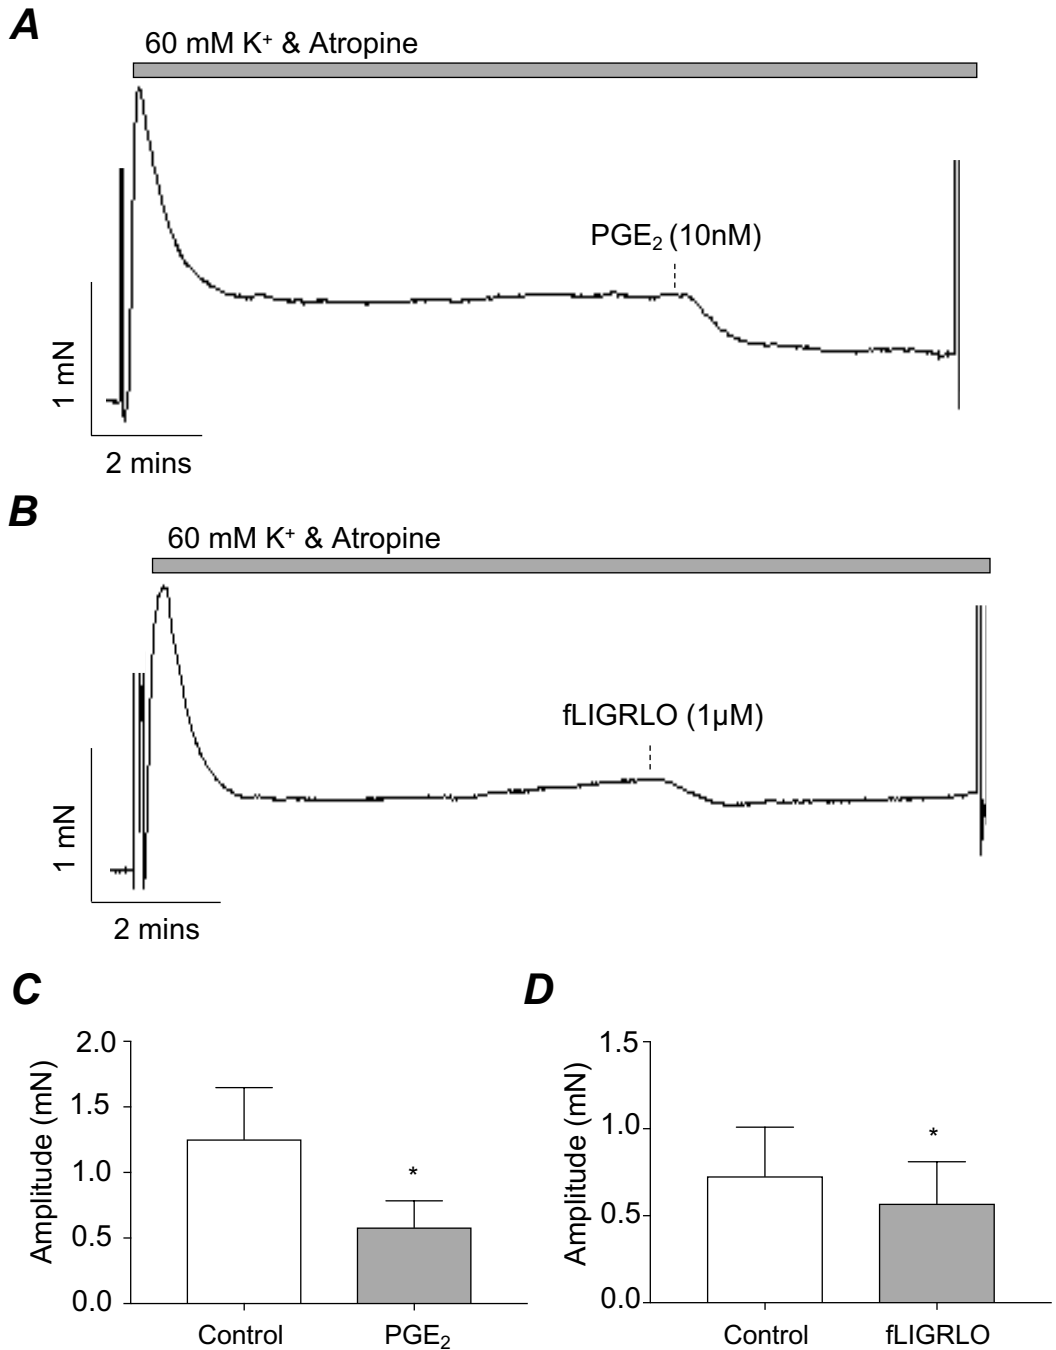 A
60 mM K⁺ & Atropine
PGE₂ (10nM)
1 mN
2 mins
B
60 mM K⁺ & Atropine
fLIGRLO (1µM)
1 mN
2 mins
C
Amplitude (mN)
2.0
1.5
1.0
0.5
0.0
*
Control
PGE₂
D
Amplitude (mN)
1.5
1.0
0.5
0.0
*
Control
fLIGRLO